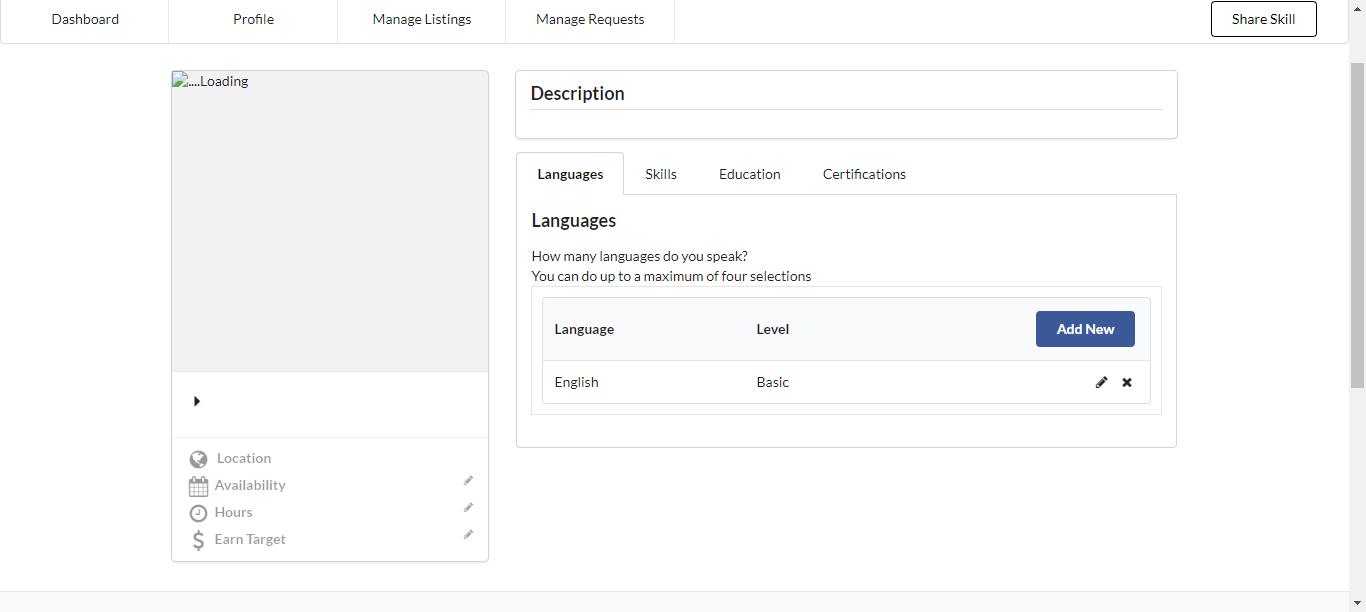 Dashboard
Profile
Manage Listings
Manage Requests
Share Skill
....Loading
Location
Availability
Hours
Earn Target
Description
Languages
Skills
Education
Certifications
Languages
How many languages do you speak?
You can do up to a maximum of four selections
Language Level Add New
English Basic